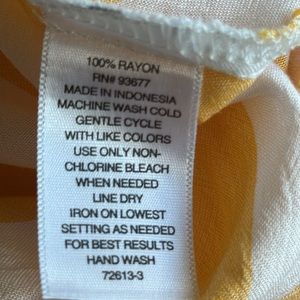 100% RAYON
RN# 93677
MADE IN INDONESIA
MACHINE WASH COLD
GENTLE CYCLE
WITH LIKE COLORS
USE ONLY NON-
CHLORINE BLEACH
WHEN NEEDED
LINE DRY
IRON ON LOWEST
SETTING AS NEEDED
FOR BEST RESULTS
HAND WASH
72613-3